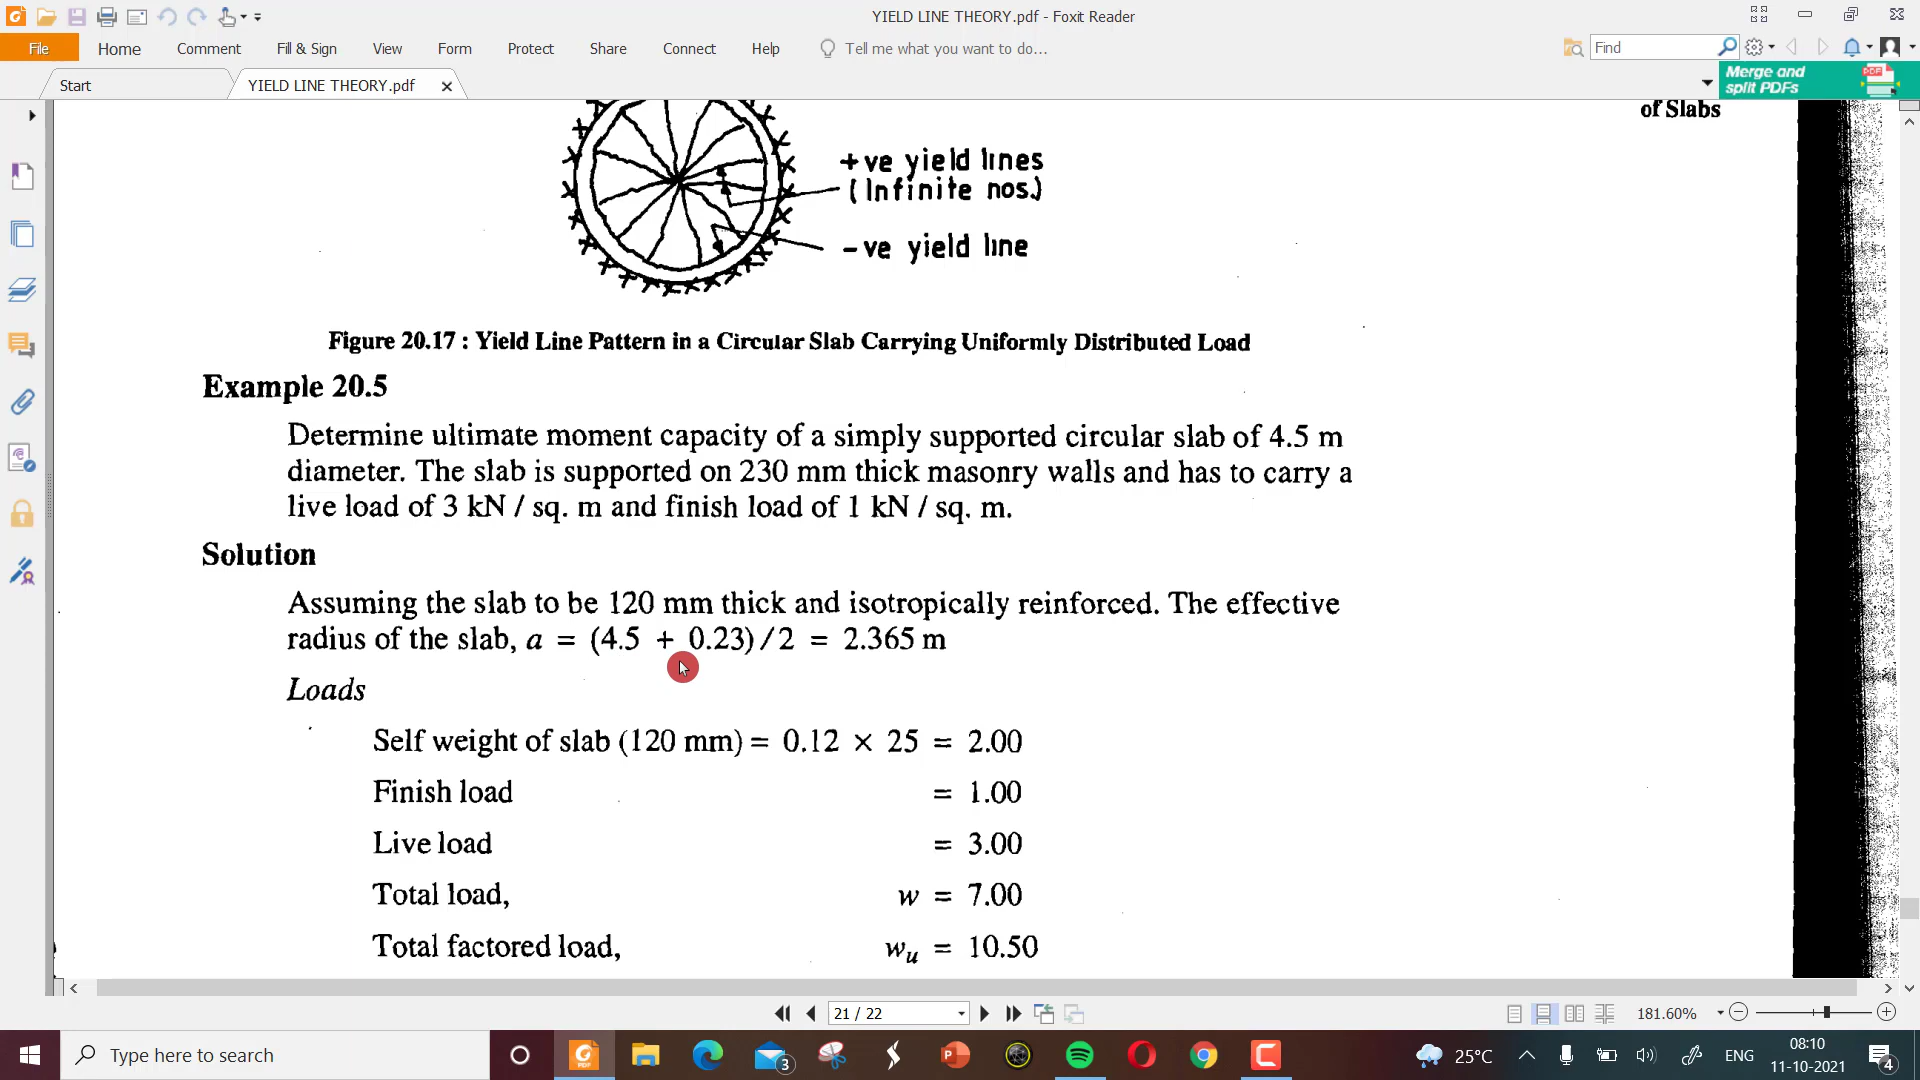 YIELD LINE THEORY.pdf - Foxit Reader
File Home Comment Fill & Sign View Form Protect Share Connect Help Tell me what you want to do... Find
Start YIELD LINE THEORY.pdf
Merge and
split PDFs
PDF
of Slabs
+ve yield lines
(Infinite nos.)
-ve yield line
Figure 20.17 : Yield Line Pattern in a Circular Slab Carrying Uniformly Distributed Load
Example 20.5
Determine ultimate moment capacity of a simply supported circular slab of 4.5 m
diameter. The slab is supported on 230 mm thick masonry walls and has to carry a
live load of 3 kN / sq. m and finish load of 1 kN / sq. m.
Solution
Assuming the slab to be 120 mm thick and isotropically reinforced. The effective
radius of the slab, a = (4.5 + 0.23)/2 = 2.365 m
Loads
Self weight of slab (120 mm) = 0.12 × 25 = 2.00
Finish load = 1.00
Live load = 3.00
Total load, w = 7.00
Total factored load, wu = 10.50
21 / 22
181.60%
Type here to search
3
25°C
ENG
08:10
11-10-2021
4